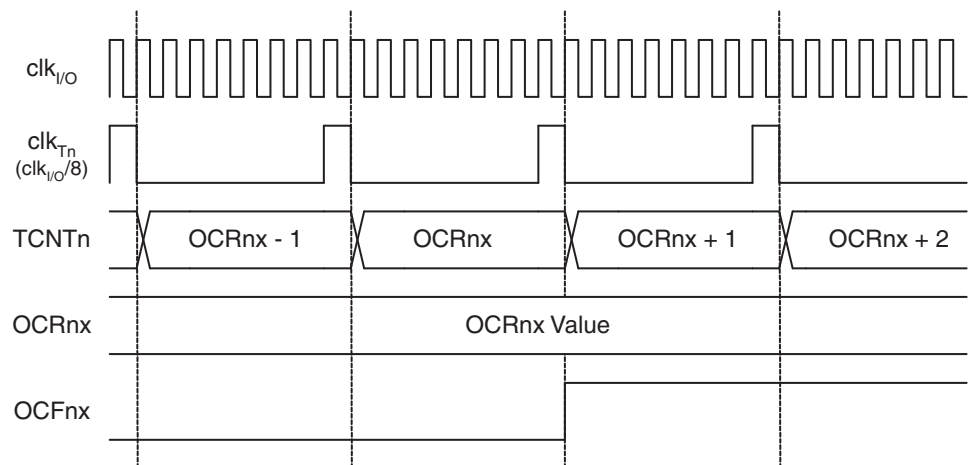 clkI/O
clkTn
(clkI/O/8)
TCNTn
OCRnx - 1
OCRnx
OCRnx + 1
OCRnx + 2
OCRnx
OCRnx Value
OCFnx